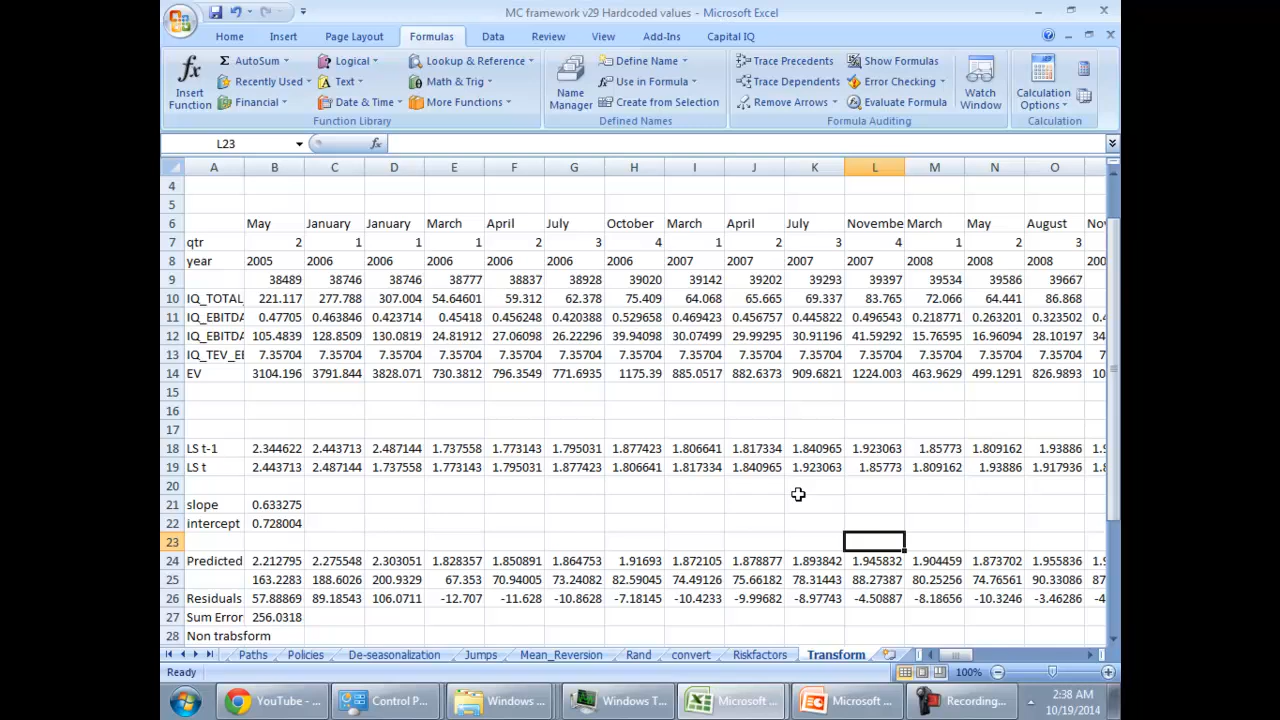 MC framework v29 Hardcoded values - Microsoft Excel
Home Insert Page Layout Formulas Data Review View Add-Ins Capital IQ
Insert Function
Σ AutoSum
Recently Used
Financial
Logical
Text
Date & Time
Lookup & Reference
Math & Trig
More Functions
Function Library
Name Manager
Define Name
Use in Formula
Create from Selection
Defined Names
Trace Precedents
Trace Dependents
Remove Arrows
Show Formulas
Error Checking
Evaluate Formula
Formula Auditing
Watch Window
Calculation Options
Calculation
L23 fx
A B C D E F G H I J K L M N O
4
5
6 May January January March April July October March April July Novembe March May August Nov
7 qtr 2 1 1 1 2 3 4 1 2 3 4 1 2 3
8 year 2005 2006 2006 2006 2006 2006 2006 2007 2007 2007 2007 2008 2008 2008 200
9 38489 38746 38746 38777 38837 38928 39020 39142 39202 39293 39397 39534 39586 39667
10 IQ_TOTAL_ 221.117 277.788 307.004 54.64601 59.312 62.378 75.409 64.068 65.665 69.337 83.765 72.066 64.441 86.868
11 IQ_EBITDA 0.47705 0.463846 0.423714 0.45418 0.456248 0.420388 0.529658 0.469423 0.456757 0.445822 0.496543 0.218771 0.263201 0.323502 0.4
12 IQ_EBITDA 105.4839 128.8509 130.0819 24.81912 27.06098 26.22296 39.94098 30.07499 29.99295 30.91196 41.59292 15.76595 16.96094 28.10197 34
13 IQ_TEV_EB 7.35704 7.35704 7.35704 7.35704 7.35704 7.35704 7.35704 7.35704 7.35704 7.35704 7.35704 7.35704 7.35704 7.35704 7.
14 EV 3104.196 3791.844 3828.071 730.3812 796.3549 771.6935 1175.39 885.0517 882.6373 909.6821 1224.003 463.9629 499.1291 826.9893 10
15
16
17
18 LS t-1 2.344622 2.443713 2.487144 1.737558 1.773143 1.795031 1.877423 1.806641 1.817334 1.840965 1.923063 1.85773 1.809162 1.93886 1.9
19 LS t 2.443713 2.487144 1.737558 1.773143 1.795031 1.877423 1.806641 1.817334 1.840965 1.923063 1.85773 1.809162 1.93886 1.917936 1.8
20
21 slope 0.633275
22 intercept 0.728004
23
24 Predicted 2.212795 2.275548 2.303051 1.828357 1.850891 1.864753 1.91693 1.872105 1.878877 1.893842 1.945832 1.904459 1.873702 1.955836 1.9
25 163.2283 188.6026 200.9329 67.353 70.94005 73.24082 82.59045 74.49126 75.66182 78.31443 88.27387 80.25256 74.76561 90.33086 87
26 Residuals 57.88869 89.18543 106.0711 -12.707 -11.628 -10.8628 -7.18145 -10.4233 -9.99682 -8.97743 -4.50887 -8.18656 -10.3246 -3.46286 -4
27 Sum Error 256.0318
28 Non trabsform
Paths Policies De-seasonalization Jumps Mean_Reversion Rand convert Riskfactors Transform
Ready 100%
YouTube - ... Control P... Windows ... Windows T... Microsoft ... Microsoft ... Recording...
2:38 AM
10/19/2014